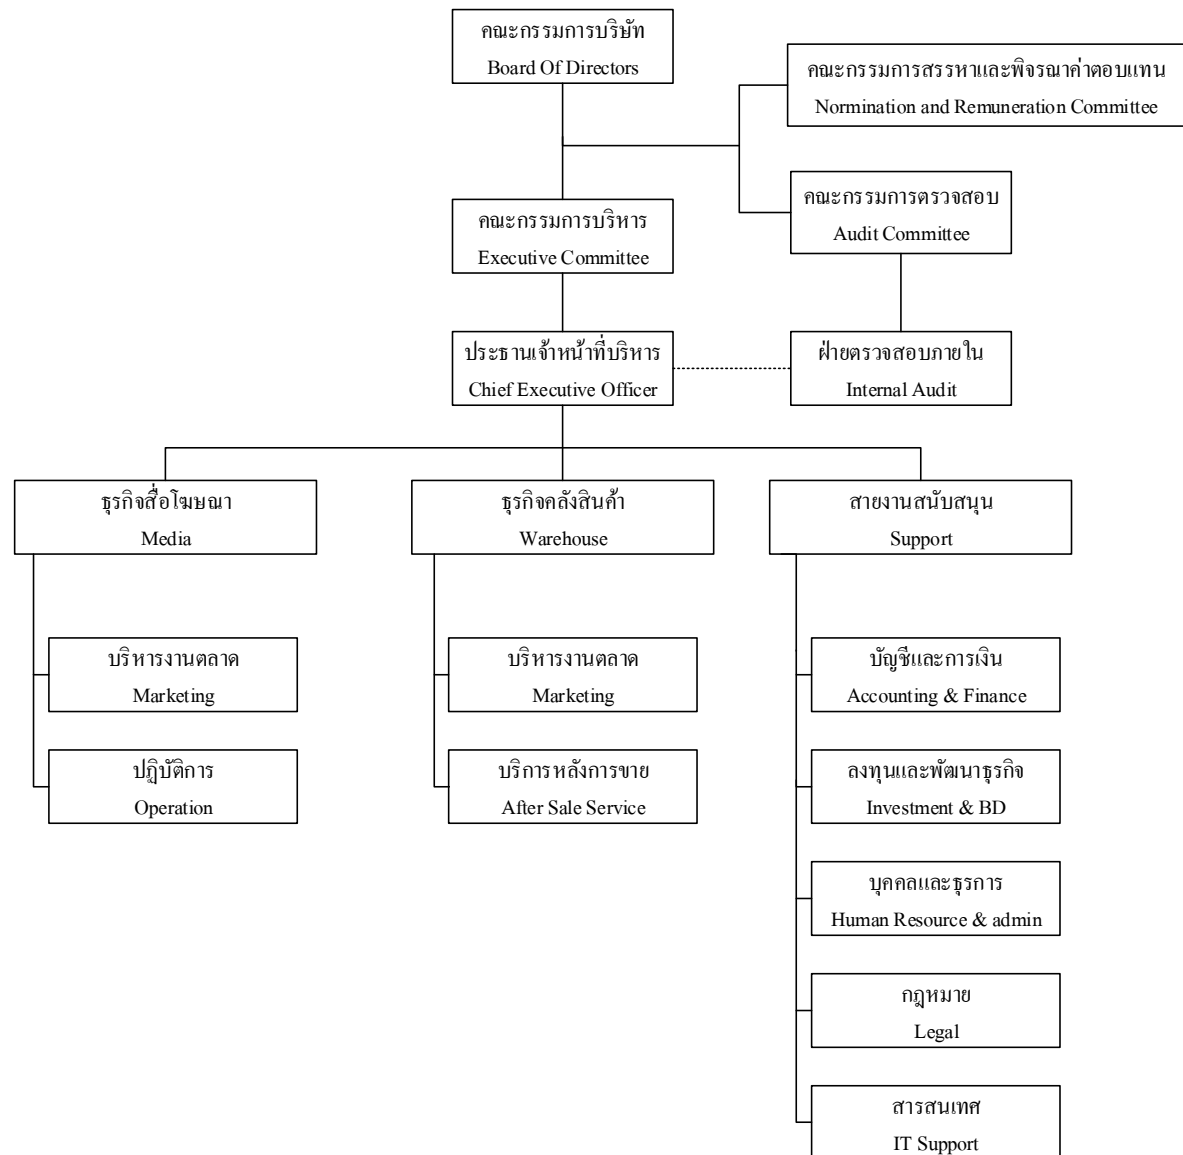 คณะกรรมการบริษัท
Board Of Directors
คณะกรรมการสรรหาและพิจรณาค่าตอบแทน
Normination and Remuneration Committee
คณะกรรมการบริหาร
Executive Committee
คณะกรรมการตรวจสอบ
Audit Committee
ประธานเจ้าหน้าที่บริหาร
Chief Executive Officer
ฝ่ายตรวจสอบภายใน
Internal Audit
ธุรกิจสื่อโฆษณา
Media
ธุรกิจคลังสินค้า
Warehouse
สายงานสนับสนุน
Support
บริหารงานตลาด
Marketing
ปฏิบัติการ
Operation
บริหารงานตลาด
Marketing
บริการหลังการขาย
After Sale Service
บัญชีและการเงิน
Accounting & Finance
ลงทุนและพัฒนาธุรกิจ
Investment & BD
บุคคลและธุรการ
Human Resource & admin
กฎหมาย
Legal
สารสนเทศ
IT Support